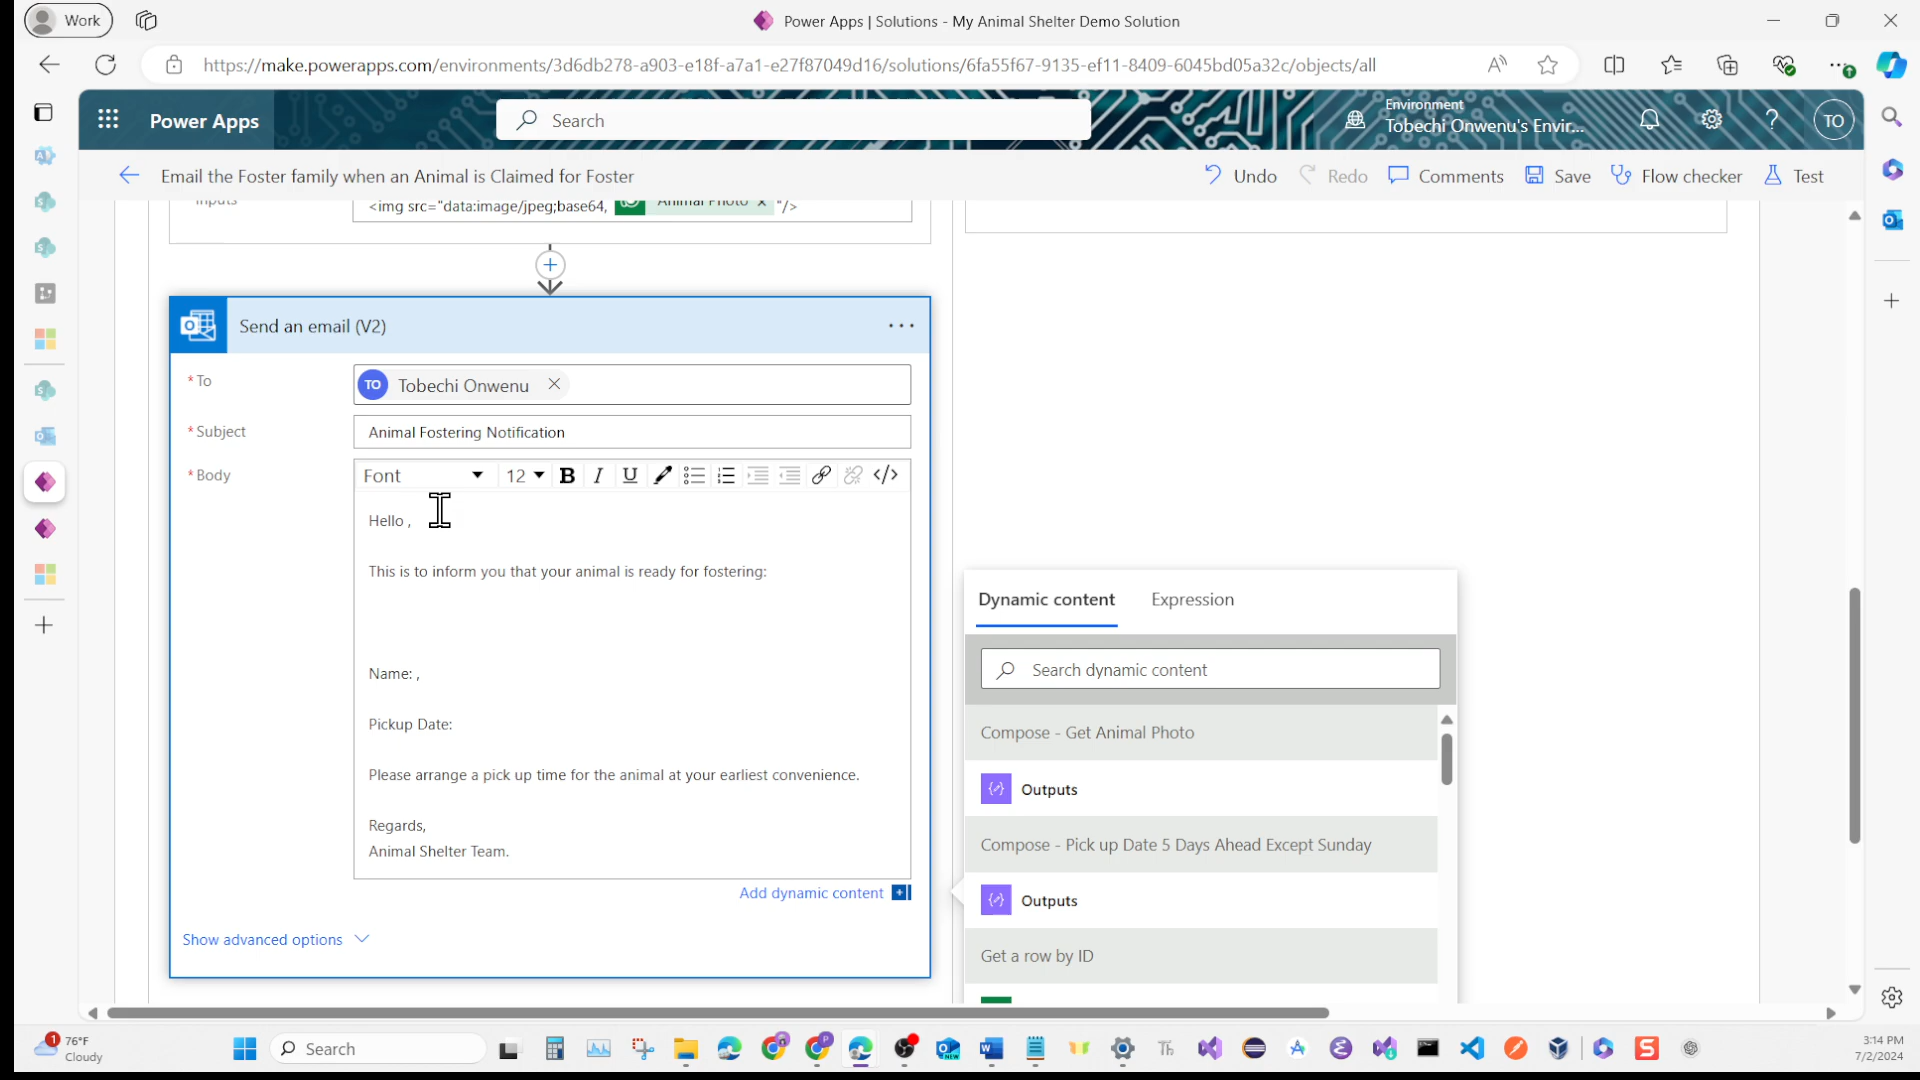 Work
Power Apps | Solutions - My Animal Shelter Demo Solution
https://make.powerapps.com/environments/3d6db278-a903-e18f-a7a1-e27f87049d16/solutions/6fa55f67-9135-ef11-8409-6045bd05a32c/objects/all
Power Apps
Search
Environment
Tobechi Onwenu's Envir...
TO
Email the Foster family when an Animal is Claimed for Foster
Undo
Redo
Comments
Save
Flow checker
Test
Inputs
<img src="data:image/jpeg;base64, Animal Photo x "/>
Send an email (V2)
* To
TO Tobechi Onwenu
* Subject
Animal Fostering Notification
* Body
Font 12 B I U </>
Hello ,
This is to inform you that your animal is ready for fostering:
Name: ,
Pickup Date:
Please arrange a pick up time for the animal at your earliest convenience.
Regards,
Animal Shelter Team.
Add dynamic content
Show advanced options
Dynamic content
Expression
Search dynamic content
Compose - Get Animal Photo
Outputs
Compose - Pick up Date 5 Days Ahead Except Sunday
Outputs
Get a row by ID
1
76°F
Cloudy
Search
NEW
Th
3:14 PM
7/2/2024